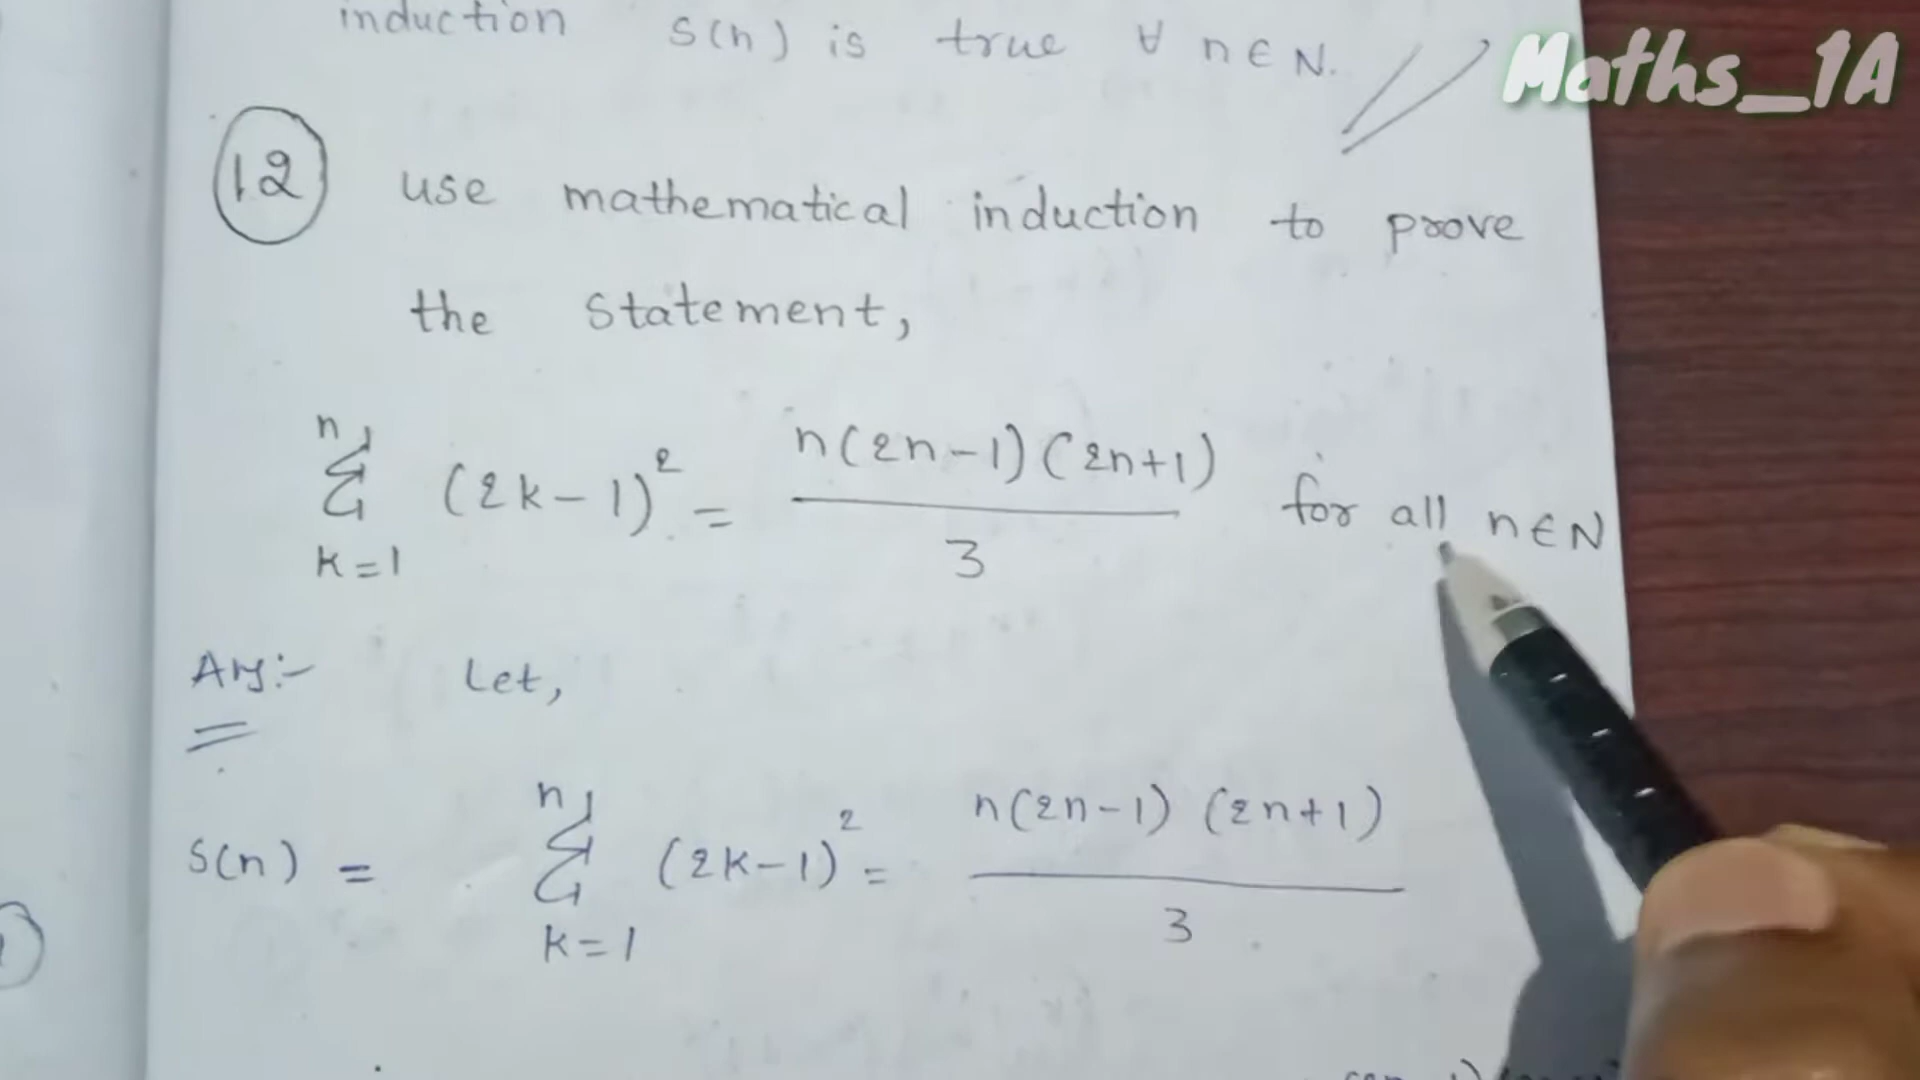 induction s(n) is true ∀ n∈N.
Maths_1A
12 use mathematical induction to prove
the statement,
n
∑ (2k-1)² = n(2n-1)(2n+1) / 3 for all n∈N
k=1
Ans:- Let,
n
s(n) = ∑ (2k-1)² = n(2n-1)(2n+1) / 3
k=1